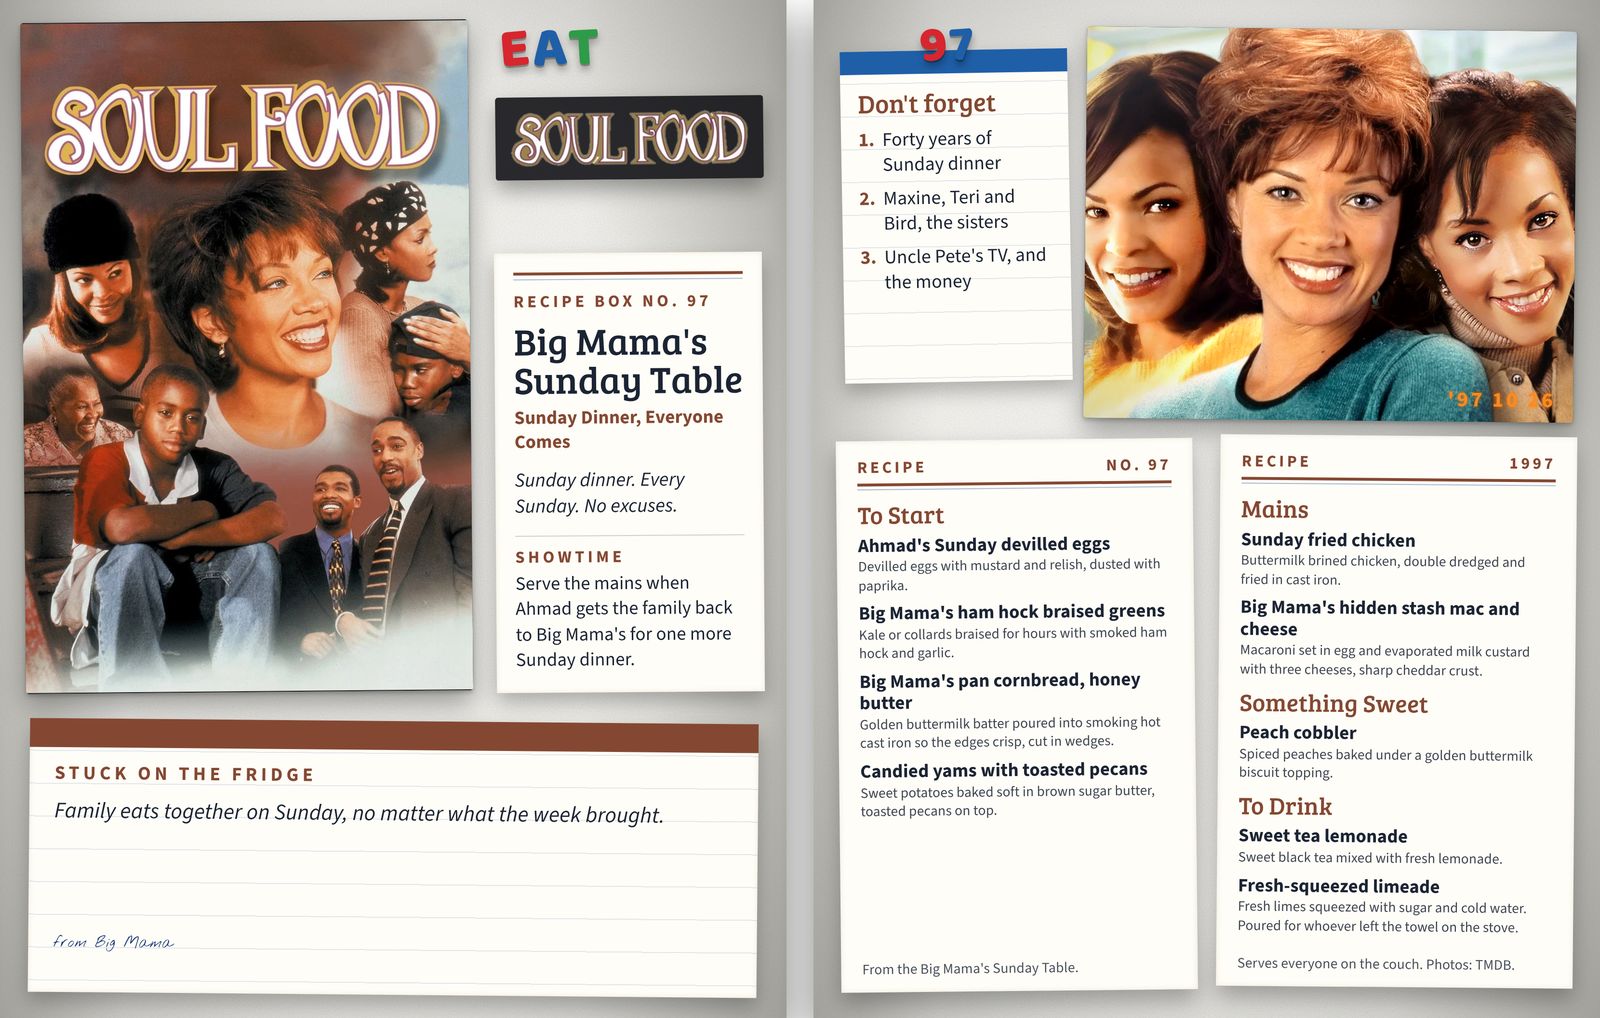 SOUL FOOD
EAT
SOUL FOOD
RECIPE BOX NO. 97
Big Mama's
Sunday Table
Sunday Dinner, Everyone
Comes
Sunday dinner. Every
Sunday. No excuses.
SHOWTIME
Serve the mains when
Ahmad gets the family back
to Big Mama's for one more
Sunday dinner.
STUCK ON THE FRIDGE
Family eats together on Sunday, no matter what the week brought.
from Big Mama
97
Don't forget
1. Forty years of
Sunday dinner
2. Maxine, Teri and
Bird, the sisters
3. Uncle Pete's TV, and
the money
'97 10 26
RECIPE NO. 97
To Start
Ahmad's Sunday devilled eggs
Devilled eggs with mustard and relish, dusted with
paprika.
Big Mama's ham hock braised greens
Kale or collards braised for hours with smoked ham
hock and garlic.
Big Mama's pan cornbread, honey
butter
Golden buttermilk batter poured into smoking hot
cast iron so the edges crisp, cut in wedges.
Candied yams with toasted pecans
Sweet potatoes baked soft in brown sugar butter,
toasted pecans on top.
From the Big Mama's Sunday Table.
RECIPE 1997
Mains
Sunday fried chicken
Buttermilk brined chicken, double dredged and
fried in cast iron.
Big Mama's hidden stash mac and
cheese
Macaroni set in egg and evaporated milk custard
with three cheeses, sharp cheddar crust.
Something Sweet
Peach cobbler
Spiced peaches baked under a golden buttermilk
biscuit topping.
To Drink
Sweet tea lemonade
Sweet black tea mixed with fresh lemonade.
Fresh-squeezed limeade
Fresh limes squeezed with sugar and cold water.
Poured for whoever left the towel on the stove.
Serves everyone on the couch. Photos: TMDB.